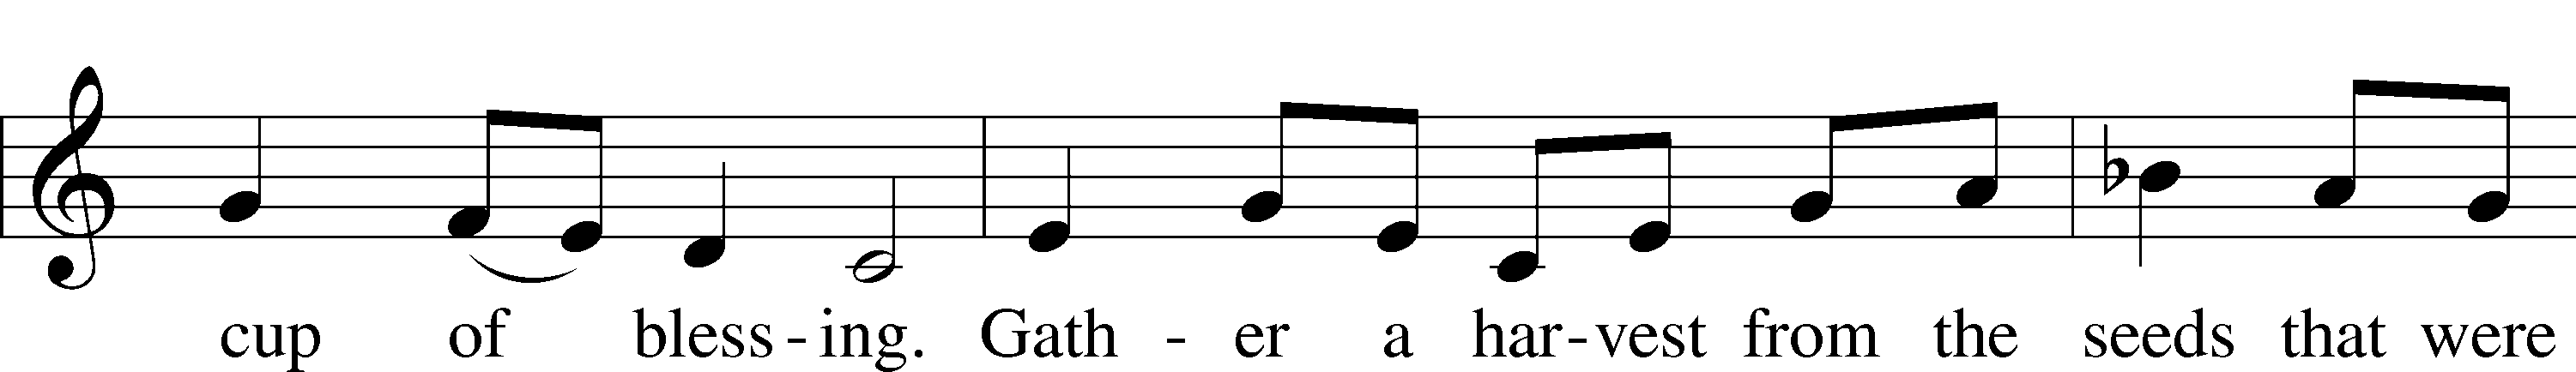 cup of bless - ing. Gath - er a har - vest from the seeds that were